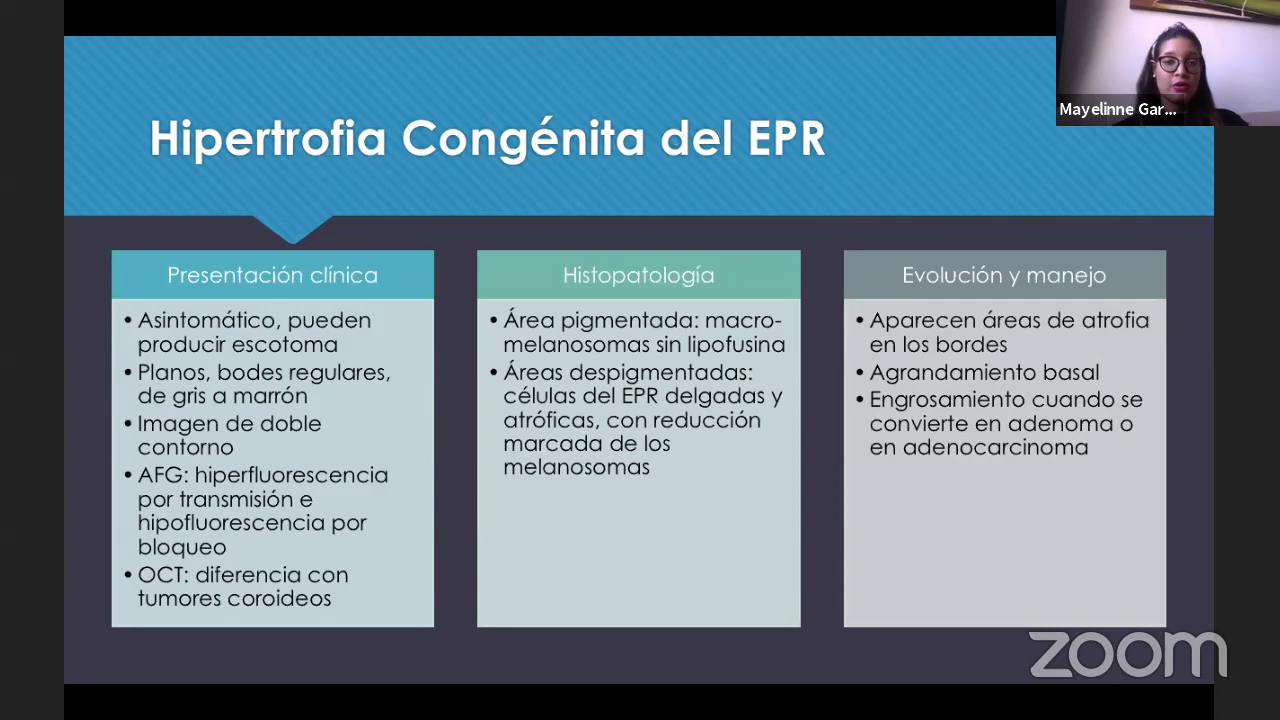 Mayelinne Gar...
Hipertrofia Congénita del EPR
Presentación clínica
• Asintomático, pueden
producir escotoma
• Planos, bodes regulares,
de gris a marrón
• Imagen de doble
contorno
• AFG: hiperfluorescencia
por transmisión e
hipofluorescencia por
bloqueo
• OCT: diferencia con
tumores coroideos
Histopatología
• Área pigmentada: macro-
melanosomas sin lipofusina
• Áreas despigmentadas:
células del EPR delgadas y
atróficas, con reducción
marcada de los
melanosomas
Evolución y manejo
• Aparecen áreas de atrofia
en los bordes
• Agrandamiento basal
• Engrosamiento cuando se
convierte en adenoma o
en adenocarcinoma
zoom